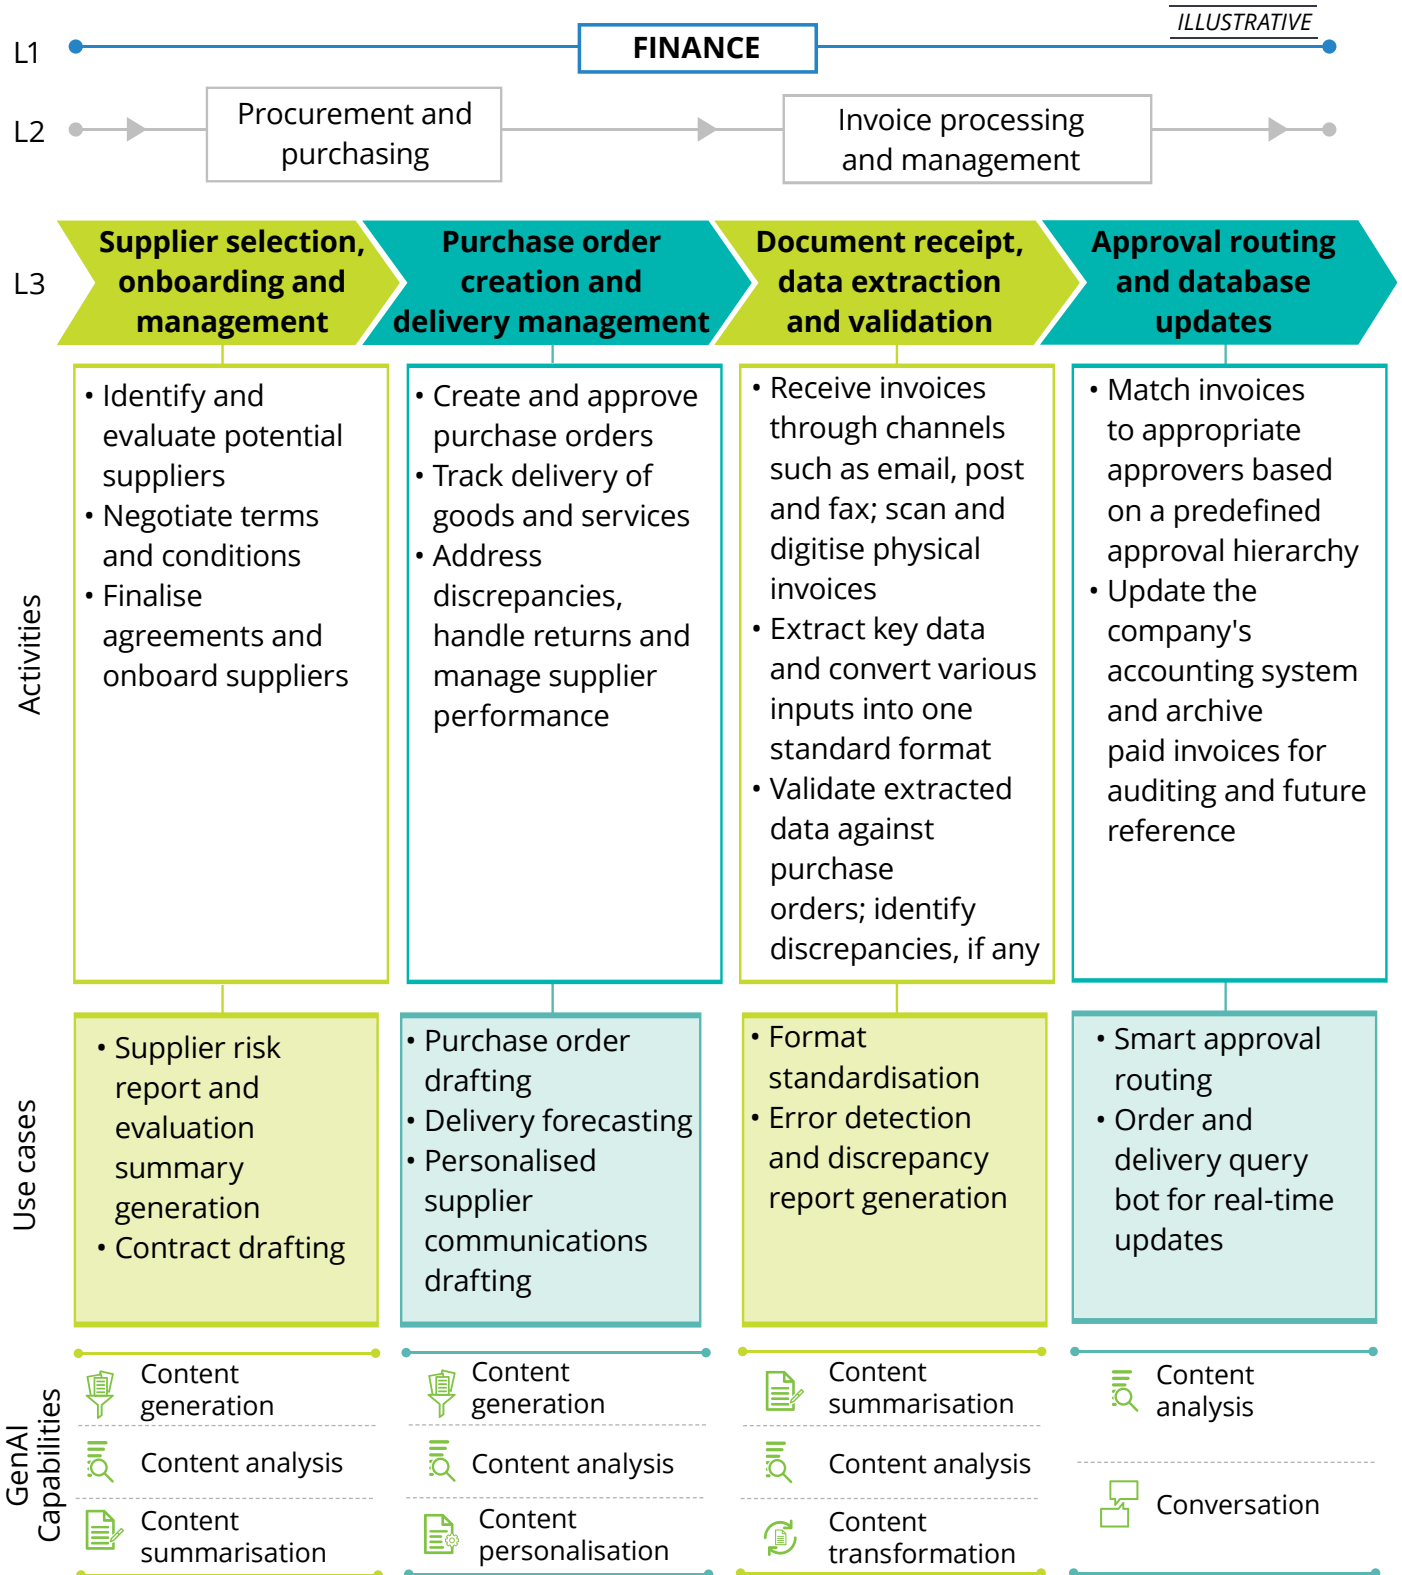 ILLUSTRATIVE
L1
FINANCE
L2
Procurement and
purchasing
Invoice processing
and management
L3
Supplier selection,
onboarding and
management
Purchase order
creation and
delivery management
Document receipt,
data extraction
and validation
Approval routing
and database
updates
Activities
• Identify and
evaluate potential
suppliers
• Negotiate terms
and conditions
• Finalise
agreements and
onboard suppliers
• Create and approve
purchase orders
• Track delivery of
goods and services
• Address
discrepancies,
handle returns and
manage supplier
performance
• Receive invoices
through channels
such as email, post
and fax; scan and
digitise physical
invoices
• Extract key data
and convert various
inputs into one
standard format
• Validate extracted
data against
purchase
orders; identify
discrepancies, if any
• Match invoices
to appropriate
approvers based
on a predefined
approval hierarchy
• Update the
company's
accounting system
and archive
paid invoices for
auditing and future
reference
Use cases
• Supplier risk
report and
evaluation
summary
generation
• Contract drafting
• Purchase order
drafting
• Delivery forecasting
• Personalised
supplier
communications
drafting
• Format
standardisation
• Error detection
and discrepancy
report generation
• Smart approval
routing
• Order and
delivery query
bot for real-time
updates
GenAI
Capabilities
Content
generation
Content analysis
Content
summarisation
Content
generation
Content analysis
Content
personalisation
Content
summarisation
Content analysis
Content
transformation
Content
analysis
Conversation